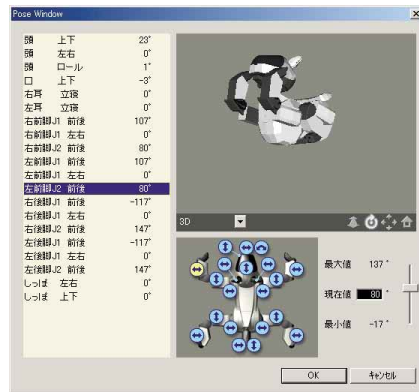 Pose Window
頭 上下 23°
頭 左右 0°
頭 ロール 1°
口 上下 -3°
右耳 立寝 0°
左耳 立寝 0°
右前脚J1 前後 107°
右前脚J1 左右 0°
右前脚J2 前後 80°
左前脚J1 前後 107°
左前脚J1 左右 0°
左前脚J2 前後 80°
右後脚J1 前後 -117°
右後脚J1 左右 0°
右後脚J2 前後 147°
左後脚J1 前後 -117°
左後脚J1 左右 0°
左後脚J2 前後 147°
しっぽ 左右 0°
しっぽ 上下 0°
3D
最大値 137 °
現在値 80 °
最小値 -17 °
OK キャンセル